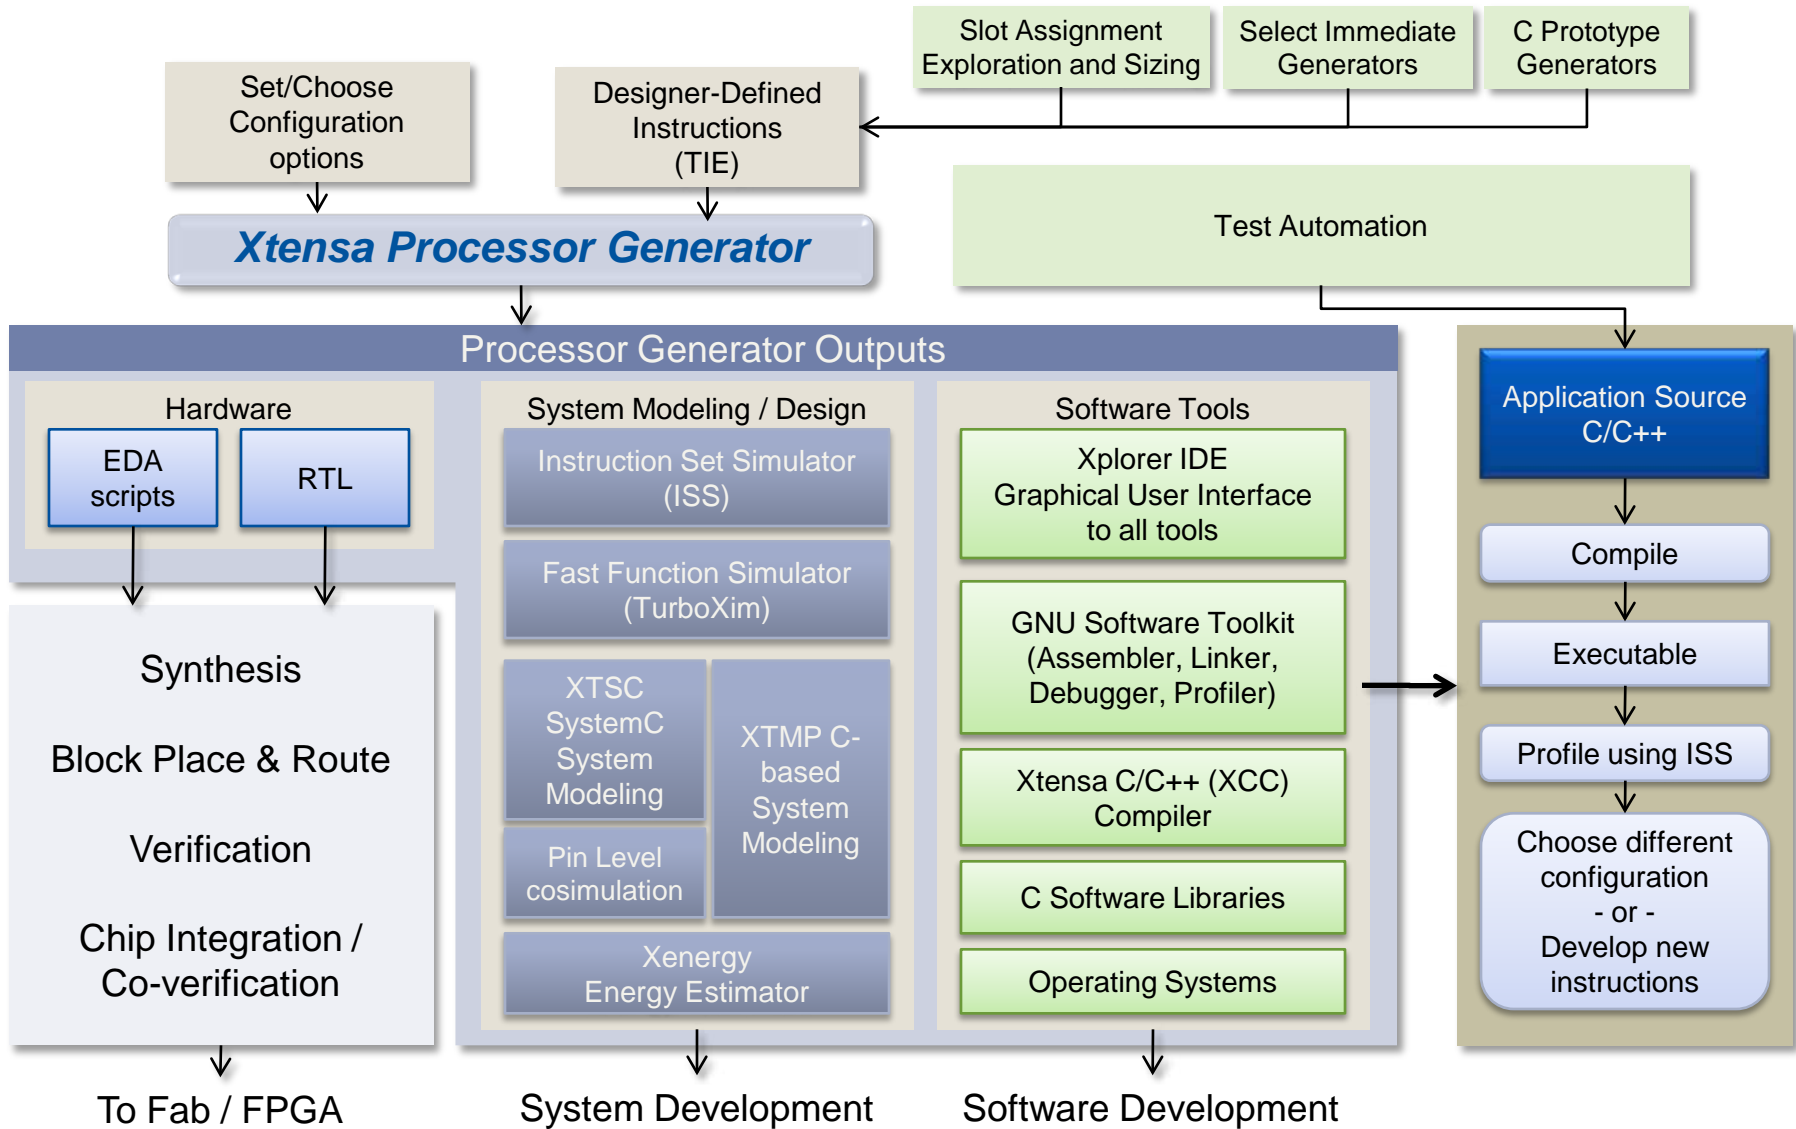 Slot Assignment
Exploration and Sizing
Select Immediate
Generators
C Prototype
Generators
Set/Choose
Configuration
options
Designer-Defined
Instructions
(TIE)
Test Automation
Xtensa Processor Generator
Processor Generator Outputs
Hardware
EDA
scripts
RTL
Synthesis
Block Place & Route
Verification
Chip Integration /
Co-verification
To Fab / FPGA
System Modeling / Design
Instruction Set Simulator
(ISS)
Fast Function Simulator
(TurboXim)
XTSC
SystemC
System
Modeling
XTMP C-
based
System
Modeling
Pin Level
cosimulation
Xenergy
Energy Estimator
System Development
Software Tools
Xplorer IDE
Graphical User Interface
to all tools
GNU Software Toolkit
(Assembler, Linker,
Debugger, Profiler)
Xtensa C/C++ (XCC)
Compiler
C Software Libraries
Operating Systems
Software Development
Application Source
C/C++
Compile
Executable
Profile using ISS
Choose different
configuration
- or -
Develop new
instructions